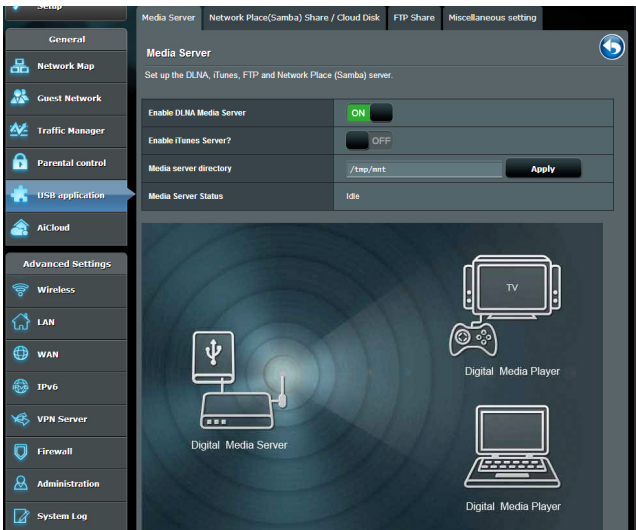 Setup
Media Server
Network Place(Samba) Share / Cloud Disk
FTP Share
Miscellaneous setting
General
Network Map
Guest Network
Traffic Manager
Parental control
USB application
AiCloud
Advanced Settings
Wireless
LAN
WAN
IPv6
VPN Server
Firewall
Administration
System Log
Media Server
Set up the DLNA, iTunes, FTP and Network Place (Samba) server.
Enable DLNA Media Server
ON
Enable iTunes Server?
OFF
Media server directory
/tmp/mnt
Apply
Media Server Status
Idle
TV
Digital Media Player
Digital Media Server
Digital Media Player